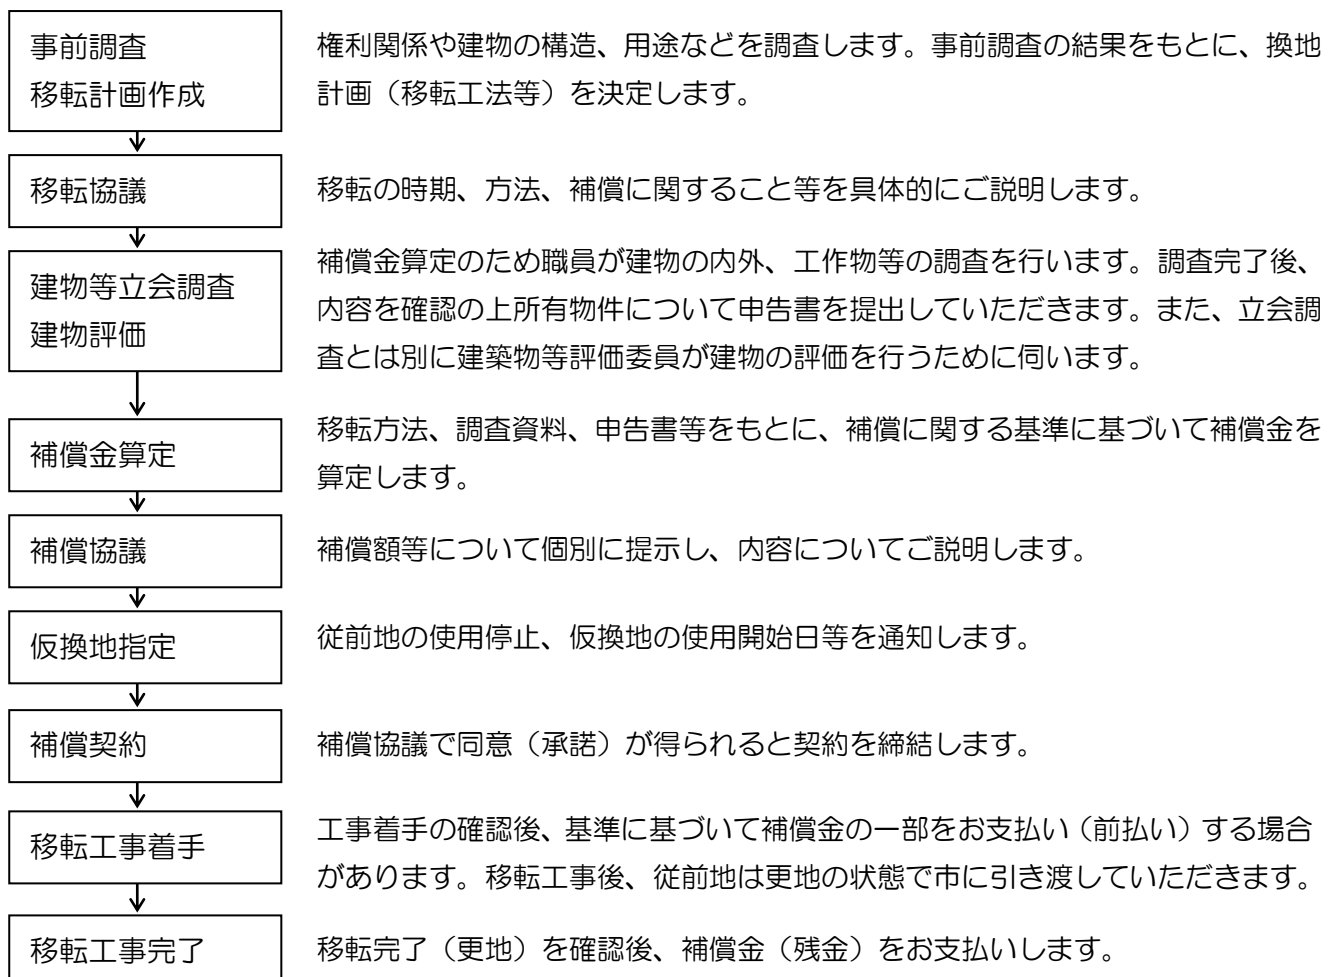 事前調査
移転計画作成
権利関係や建物の構造、用途などを調査します。事前調査の結果をもとに、換地
計画（移転工法等）を決定します。
移転協議
移転の時期、方法、補償に関すること等を具体的にご説明します。
建物等立会調査
建物評価
補償金算定のため職員が建物の内外、工作物等の調査を行います。調査完了後、
内容を確認の上所有物件について申告書を提出していただきます。また、立会調
査とは別に建築物等評価委員が建物の評価を行うために伺います。
補償金算定
移転方法、調査資料、申告書等をもとに、補償に関する基準に基づいて補償金を
算定します。
補償協議
補償額等について個別に提示し、内容についてご説明します。
仮換地指定
従前地の使用停止、仮換地の使用開始日等を通知します。
補償契約
補償協議で同意（承諾）が得られると契約を締結します。
移転工事着手
工事着手の確認後、基準に基づいて補償金の一部をお支払い（前払い）する場合
があります。移転工事後、従前地は更地の状態で市に引き渡していただきます。
移転工事完了
移転完了（更地）を確認後、補償金（残金）をお支払いします。